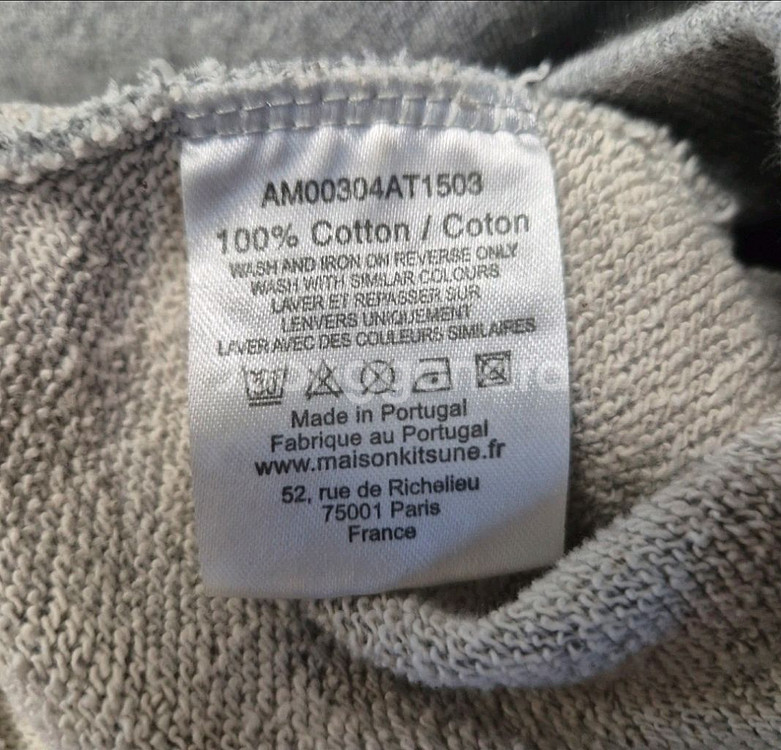 AM00304AT1503
100% Cotton / Coton
WASH AND IRON ON REVERSE ONLY
WASH WITH SIMILAR COLOURS
LAVER ET REPASSER SUR
LENVERS UNIQUEMENT
LAVER AVEC DES COULEURS SIMILAIRES
30
Made in Portugal
Fabrique au Portugal
www.maisonkitsune.fr
52, rue de Richelieu
75001 Paris
France